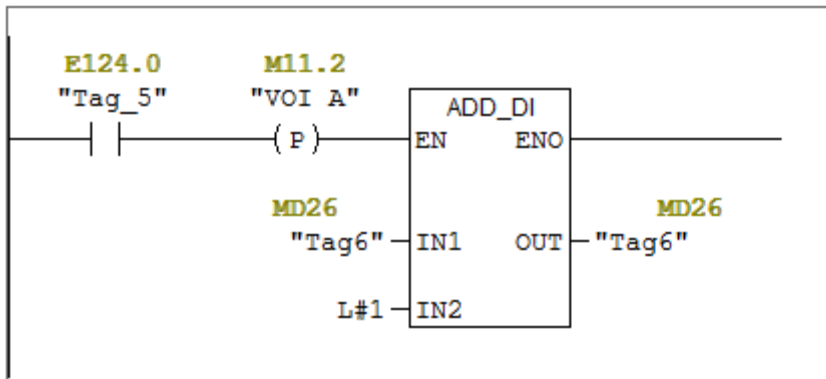 E124.0 M11.2
"Tag_5" "VOI A"
ADD_DI
(P) EN ENO
MD26 MD26
"Tag6" IN1 OUT "Tag6"
L#1 IN2